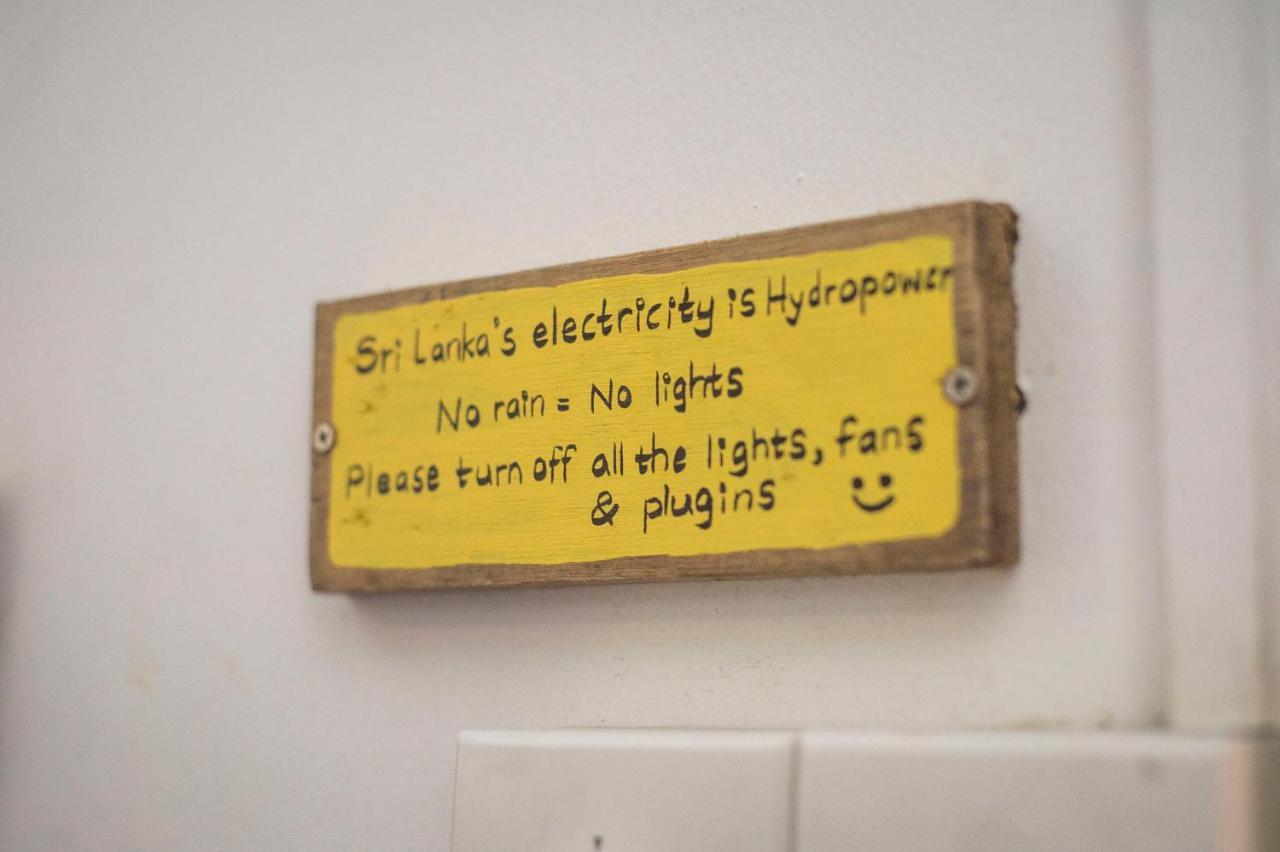 Sri Lanka's electricity is Hydropower
No rain = No lights
Please turn off all the lights, fans
& plugins